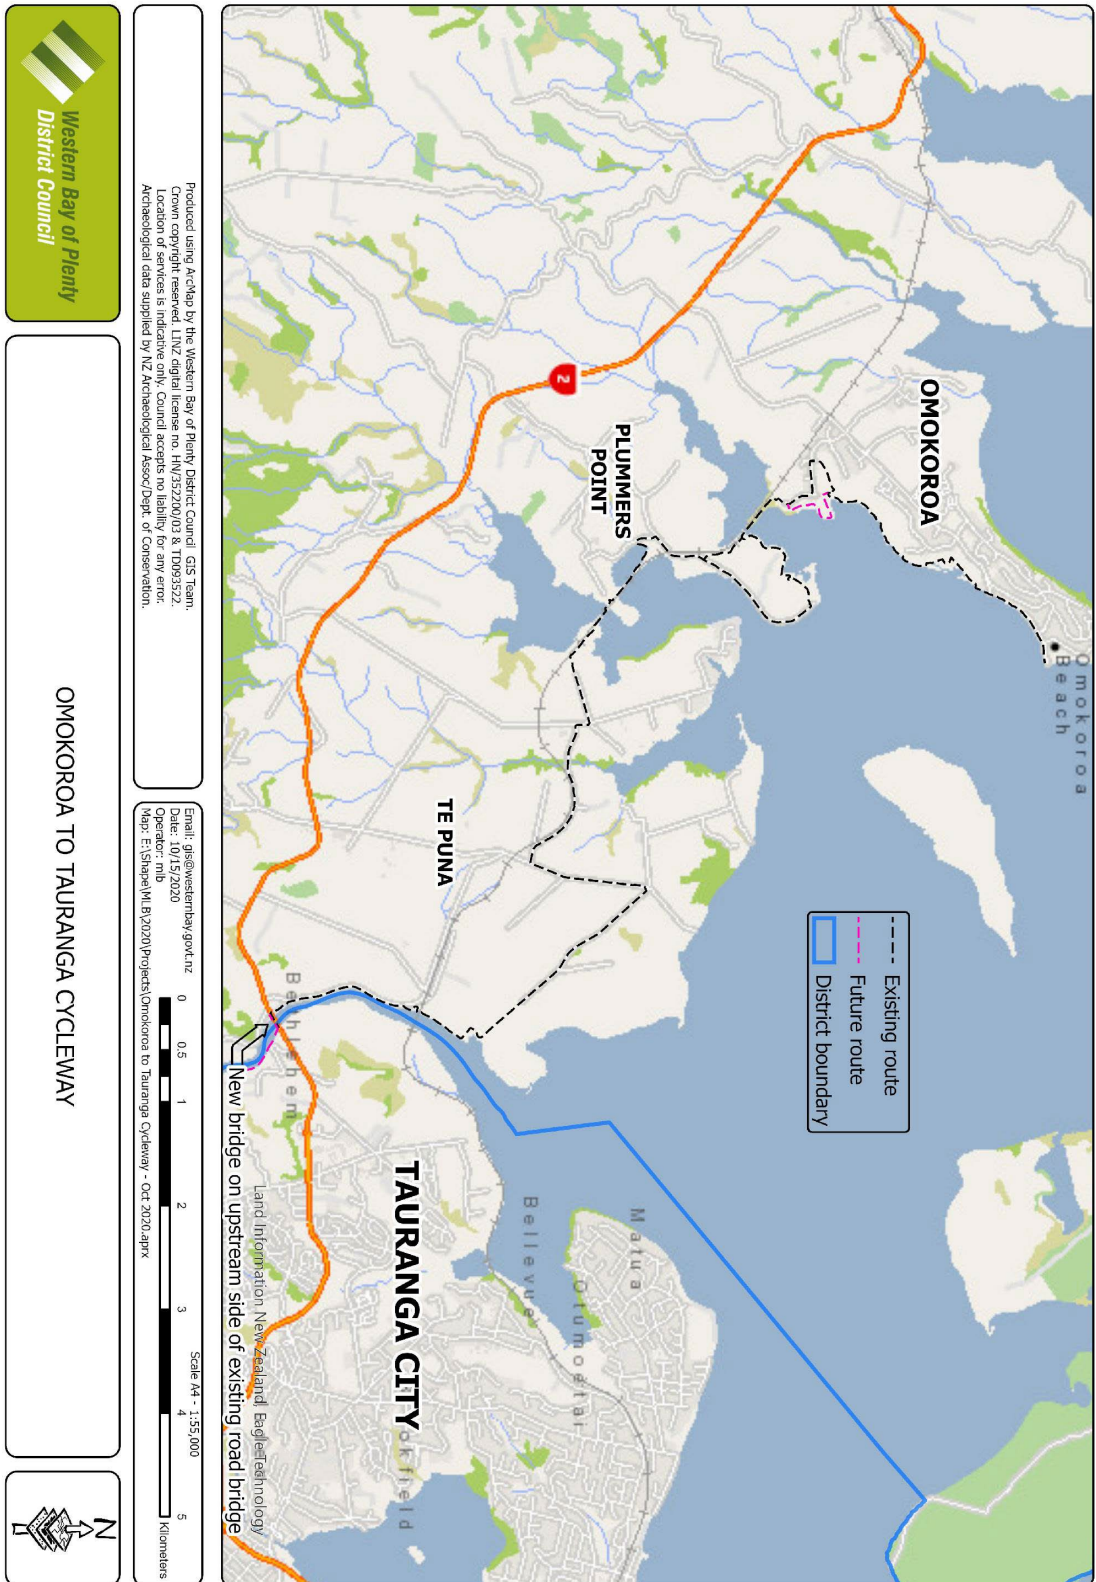 OMOKOROA
Omokoroa
Beach
PLUMMERS
POINT
2
TE PUNA
Existing route
Future route
District boundary
Matua
Otumoetai
Bellevue
TAURANGA CITY
Bethlehem
Land Information New Zealand, Eagle Technology
New bridge on upstream side of existing road bridge
Produced using ArcMap by the Western Bay of Plenty District Council GIS Team.
Crown copyright reserved. LINZ digital license no. HN/352200/03 & TD093522.
Location of services is indicative only. Council accepts no liability for any error.
Archaeological data supplied by NZ Archaeological Assoc/Dept. of Conservation.
Email: gis@westernbay.govt.nz
Date: 10/15/2020
Operator: mlb
Map: E:\Shape\MLB\2020\Projects\Omokoroa to Tauranga Cycleway - Oct 2020.aprx
Scale A4 - 1:55,000
0 0.5 1 2 3 4 5
Kilometers
Western Bay of Plenty
District Council
OMOKOROA TO TAURANGA CYCLEWAY
N